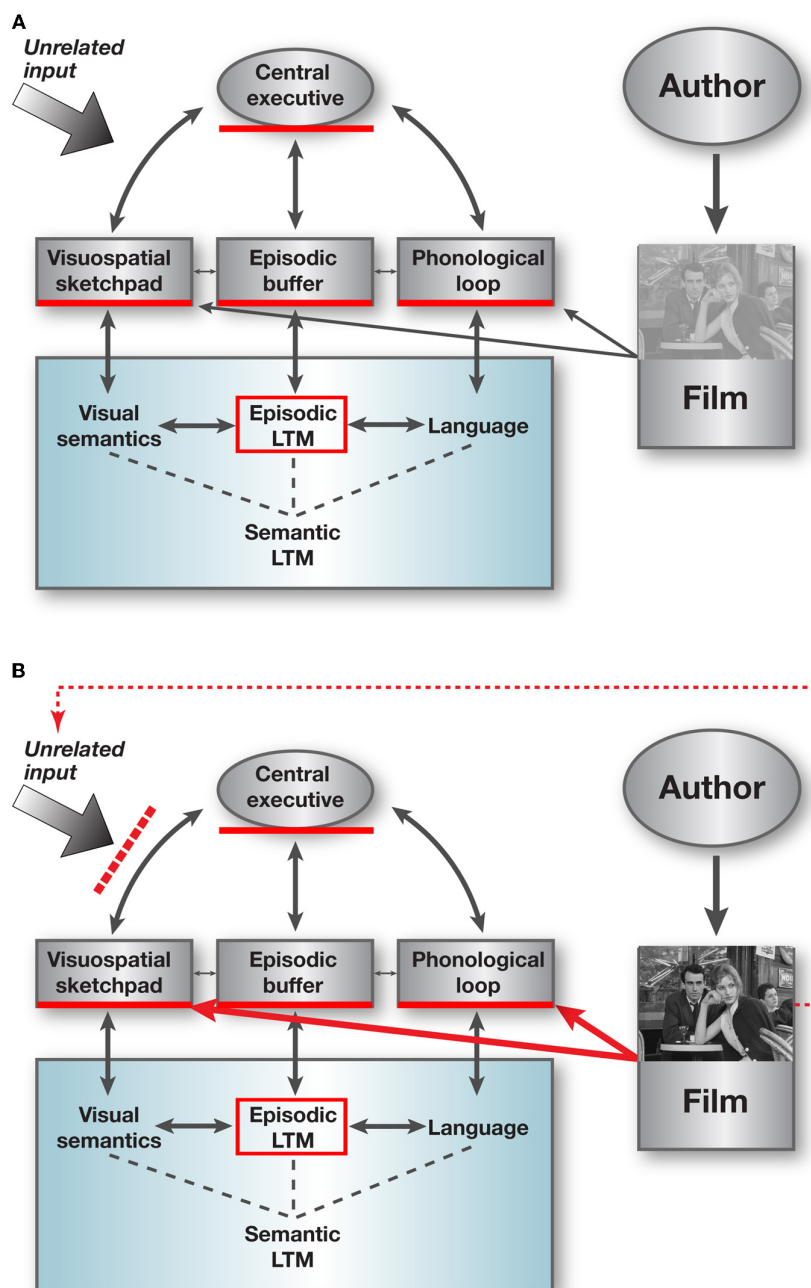 A
Unrelated
input
Central
executive
Author
Visuospatial
sketchpad
Episodic
buffer
Phonological
loop
Film
Visual
semantics
Episodic
LTM
Language
Semantic
LTM
B
Unrelated
input
Central
executive
Author
Visuospatial
sketchpad
Episodic
buffer
Phonological
loop
Film
Visual
semantics
Episodic
LTM
Language
Semantic
LTM